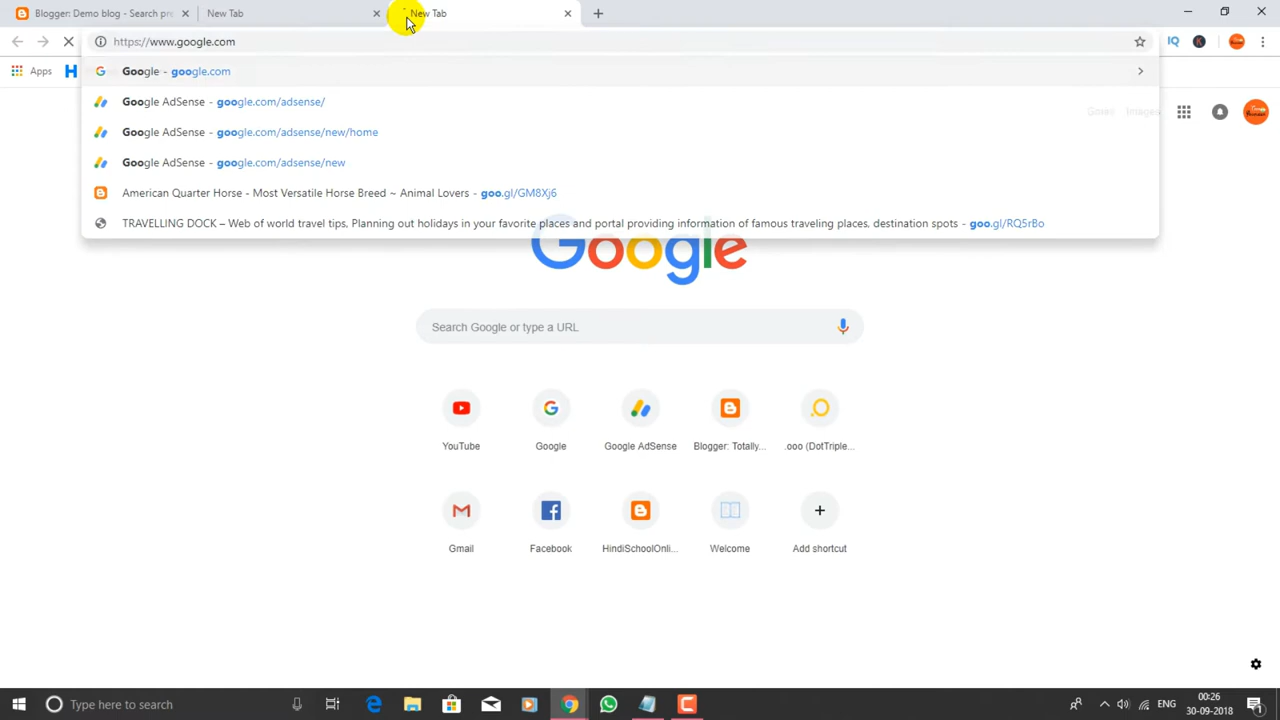 Blogger: Demo blog - Search pr
New Tab
New Tab
https://www.google.com
Apps
Google - google.com
Google AdSense - google.com/adsense/
Google AdSense - google.com/adsense/new/home
Google AdSense - google.com/adsense/new
American Quarter Horse - Most Versatile Horse Breed ~ Animal Lovers - goo.gl/GM8Xj6
TRAVELLING DOCK – Web of world travel tips, Planning out holidays in your favorite places and portal providing information of famous traveling places, destination spots - goo.gl/RQ5rBo
Gmail Images
Google
Search Google or type a URL
YouTube
Google
Google AdSense
Blogger: Totally...
.ooo (DotTriple...
Gmail
Facebook
HindiSchoolOnli...
Welcome
Add shortcut
Type here to search
ENG
00:26
30-09-2018